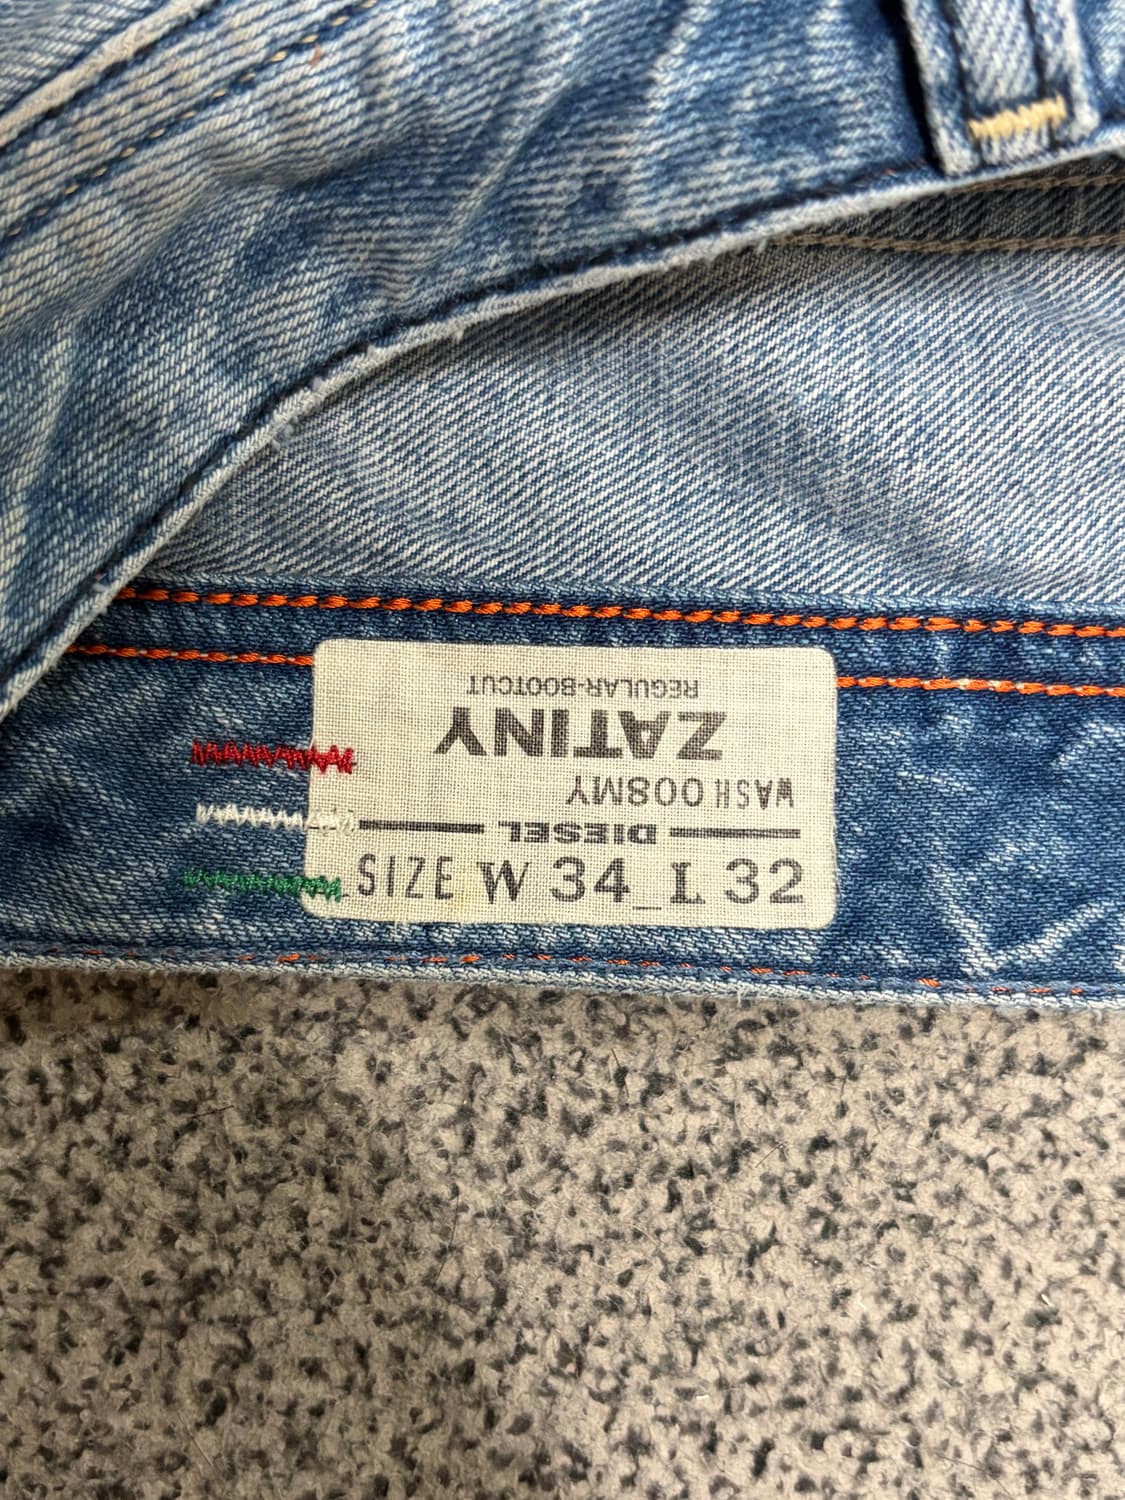 REGULAR-BOOTCUT
ZATINY
WASH 008MY
DIESEL
SIZE W 34_L 32